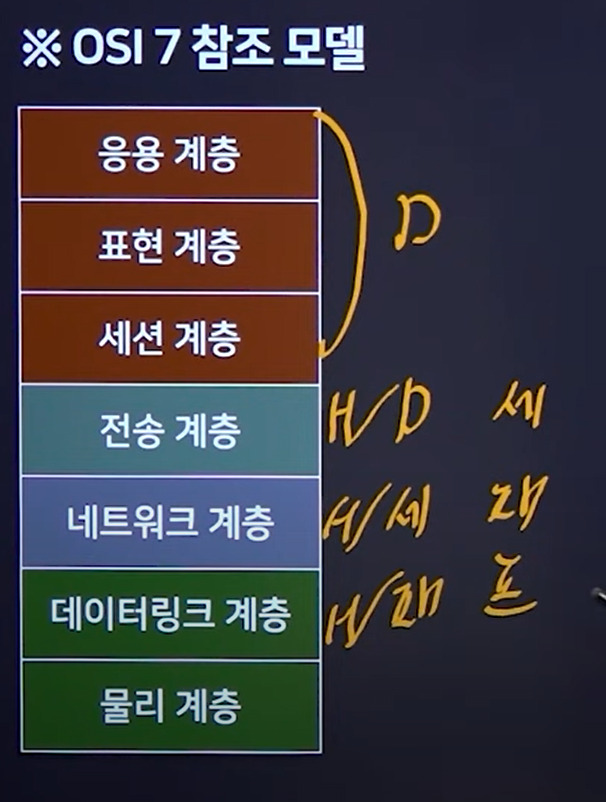 ※ OSI 7 참조 모델
응용 계층
표현 계층
D
세션 계층
전송 계층 H/D 세
네트워크 계층 H/세 패
데이터링크 계층 H/패 프
물리 계층